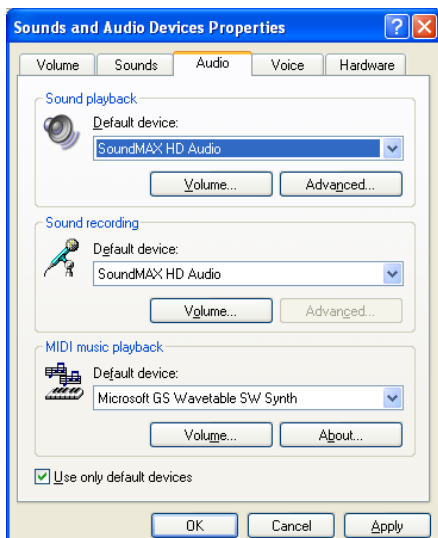 Sounds and Audio Devices Properties
Volume Sounds Audio Voice Hardware
Sound playback
Default device:
SoundMAX HD Audio
Volume... Advanced...
Sound recording
Default device:
SoundMAX HD Audio
Volume... Advanced...
MIDI music playback
Default device:
Microsoft GS Wavetable SW Synth
Volume... About...
Use only default devices
OK Cancel Apply